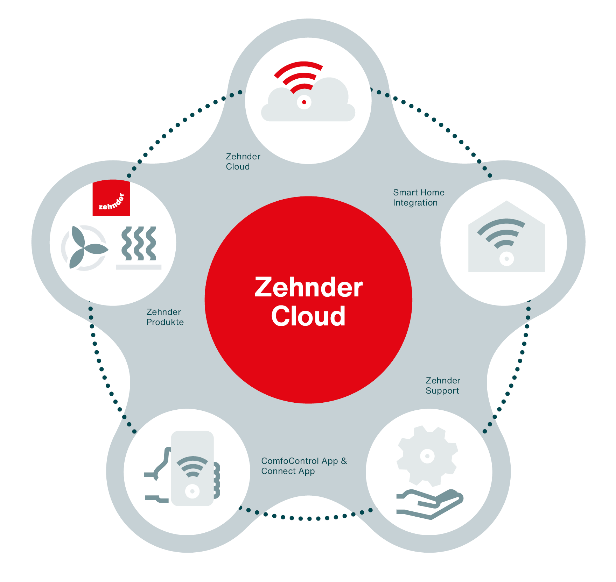 Zehnder
Cloud
Smart Home
Integration
zehnder
Zehnder
Cloud
Zehnder
Produkte
Zehnder
Support
ComfoControl App &
Connect App